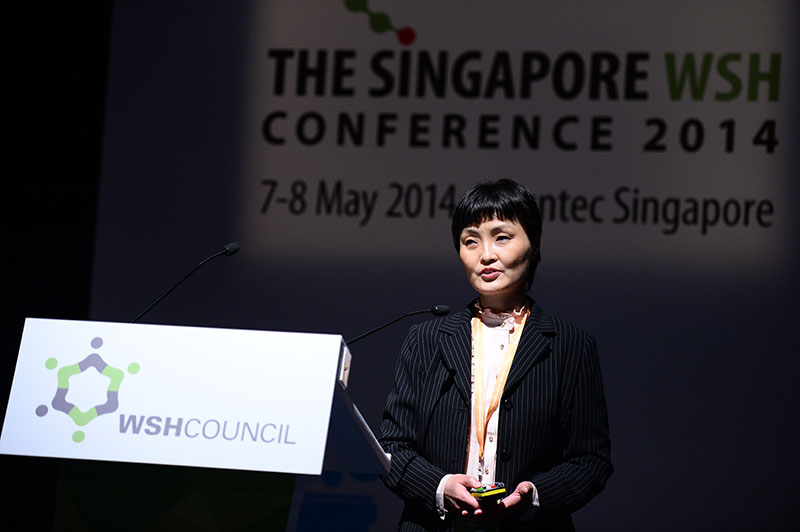 THE SINGAPORE WSH
CONFERENCE 2014
7-8 May 2014 Singapore
WSHCOUNCIL